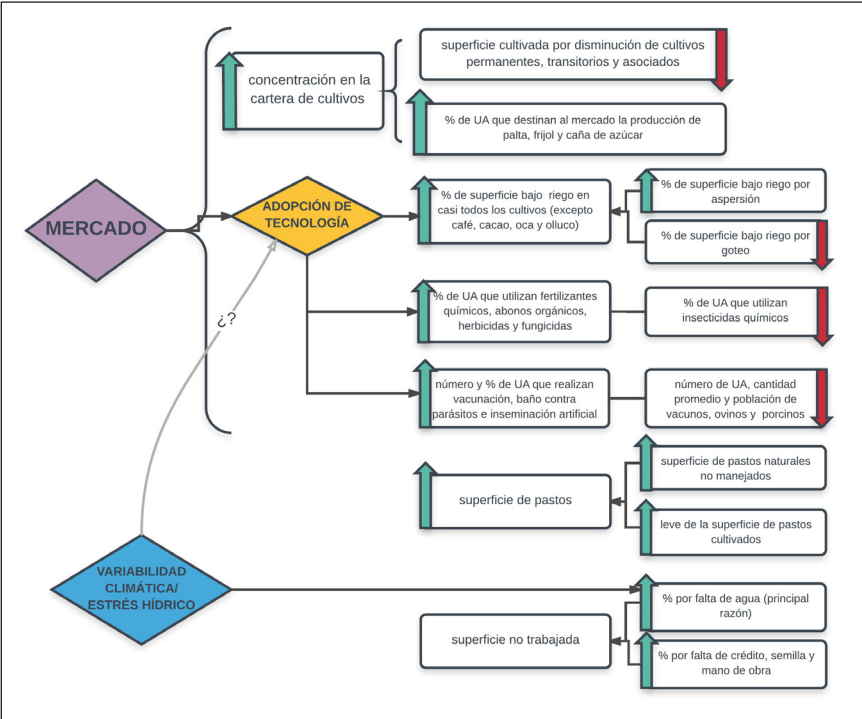 superficie cultivada por disminución de cultivos
permanentes, transitorios y asociados
concentración en la
cartera de cultivos
% de UA que destinan al mercado la producción de
palta, frijol y caña de azúcar
MERCADO
ADOPCIÓN DE
TECNOLOGÍA
% de superficie bajo riego en
casi todos los cultivos (excepto
café, cacao, oca y olluco)
% de superficie bajo riego por
aspersión
% de superficie bajo riego por
goteo
¿?
% de UA que utilizan fertilizantes
químicos, abonos orgánicos,
herbicidas y fungicidas
% de UA que utilizan
insecticidas químicos
número y % de UA que realizan
vacunación, baño contra
parásitos e inseminación artificial
número de UA, cantidad
promedio y población de
vacunos, ovinos y porcinos
superficie de pastos
superficie de pastos naturales
no manejados
leve de la superficie de pastos
cultivados
VARIABILIDAD
CLIMÁTICA/
ESTRÉS HÍDRICO
superficie no trabajada
% por falta de agua (principal
razón)
% por falta de crédito, semilla y
mano de obra